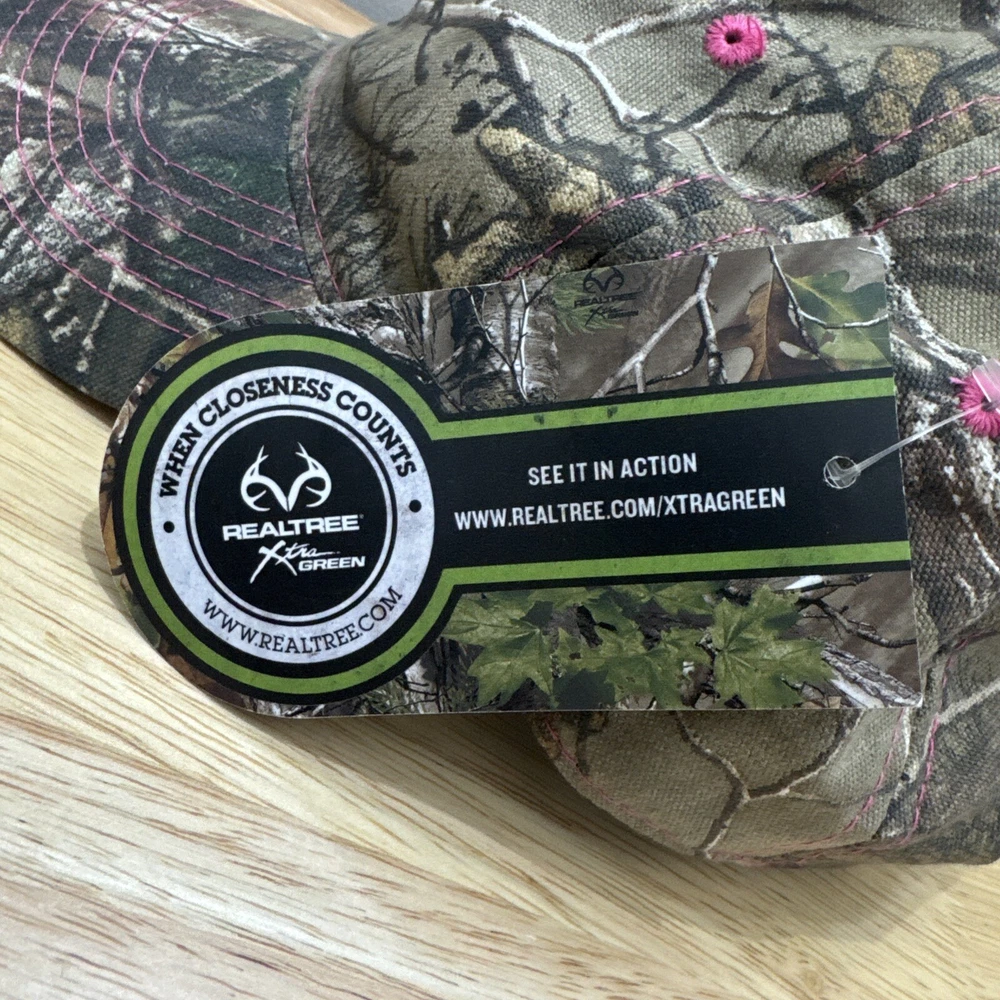 REALTREE
Xtra
WHEN CLOSENESS COUNTS
REALTREE®
Xtra
GREEN
WWW.REALTREE.COM
SEE IT IN ACTION
WWW.REALTREE.COM/XTRAGREEN